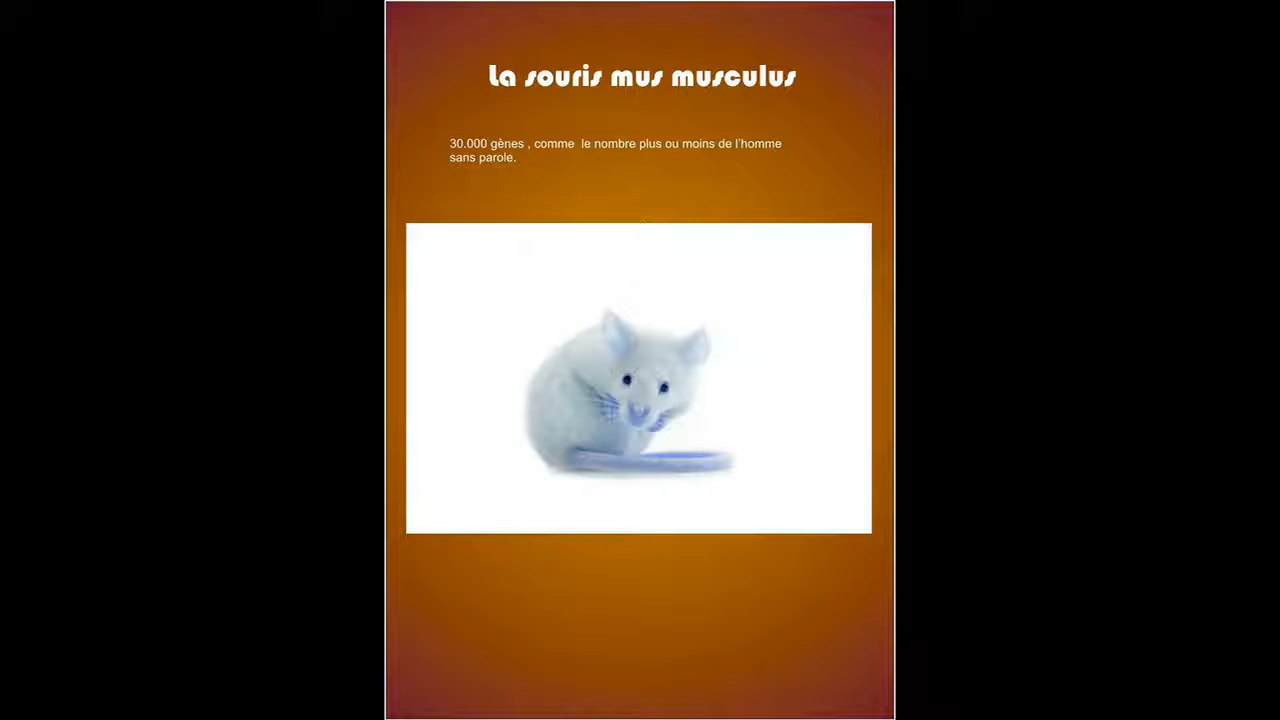 La souris mus musculus
30.000 gènes , comme  le nombre plus ou moins de l'homme
sans parole.